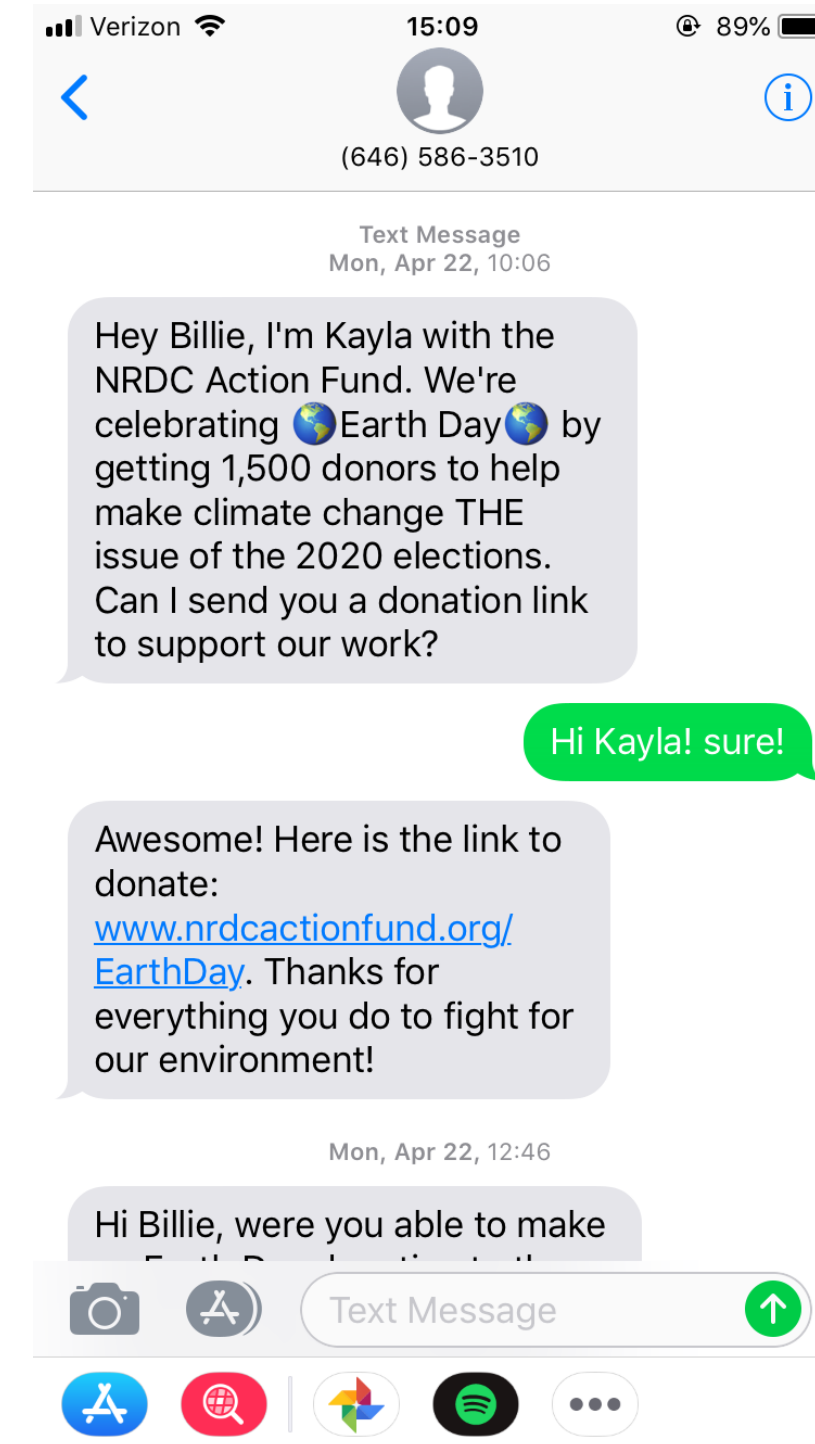 Verizon 15:09 89%
(646) 586-3510
Text Message
Mon, Apr 22, 10:06
Hey Billie, I'm Kayla with the
NRDC Action Fund. We're
celebrating 🌎Earth Day🌎 by
getting 1,500 donors to help
make climate change THE
issue of the 2020 elections.
Can I send you a donation link
to support our work?
Hi Kayla! sure!
Awesome! Here is the link to
donate:
www.nrdcactionfund.org/
EarthDay. Thanks for
everything you do to fight for
our environment!
Mon, Apr 22, 12:46
Hi Billie, were you able to make
Text Message